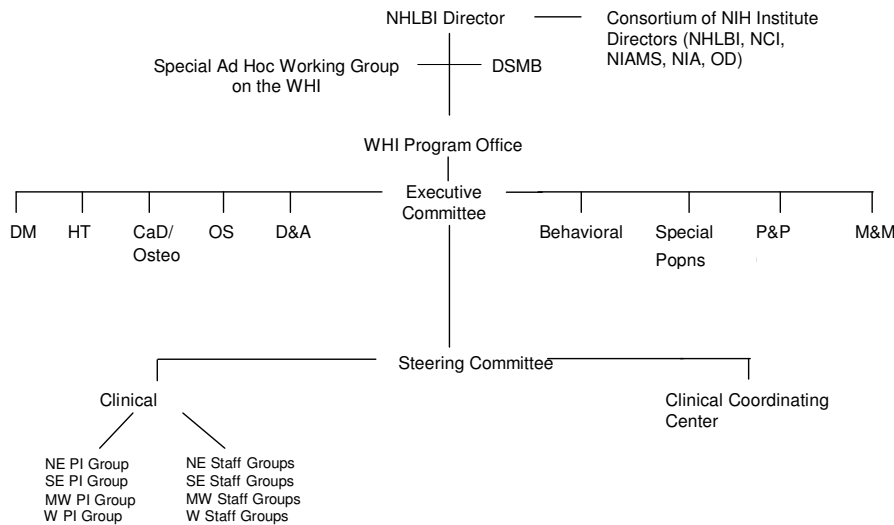 NHLBI Director
Consortium of NIH Institute
Directors (NHLBI, NCI,
NIAMS, NIA, OD)
Special Ad Hoc Working Group
on the WHI
DSMB
WHI Program Office
Executive
Committee
DM
HT
CaD/
Osteo
OS
D&A
Behavioral
Special
Popns
P&P
M&M
Steering Committee
Clinical
Clinical Coordinating
Center
NE PI Group
SE PI Group
MW PI Group
W PI Group
NE Staff Groups
SE Staff Groups
MW Staff Groups
W Staff Groups